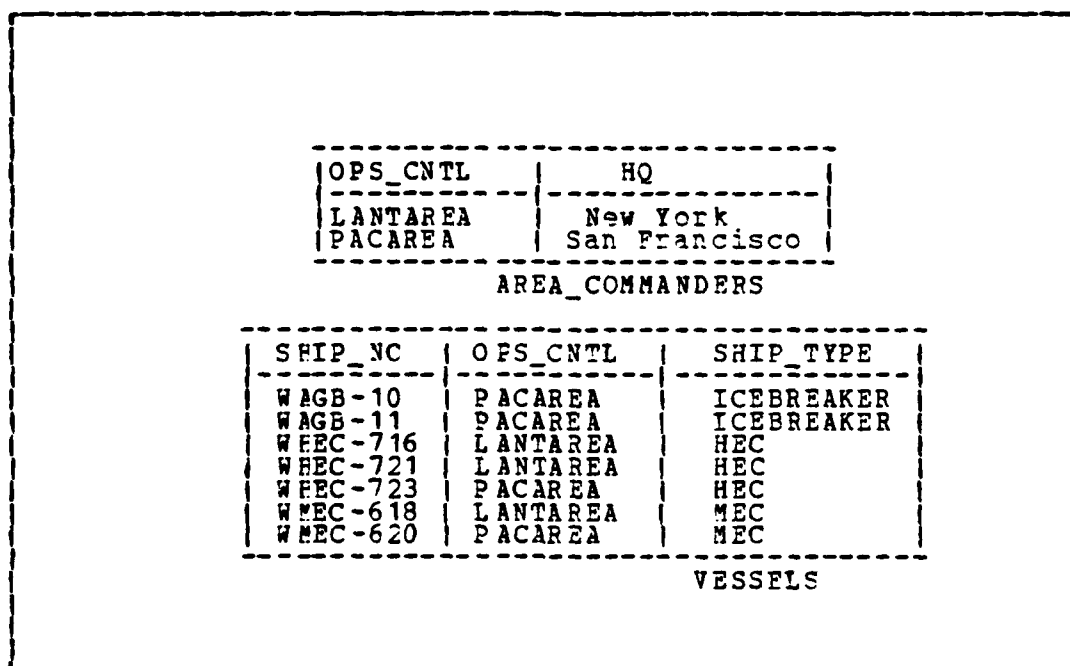 OPS_CNTL HQ
LANTAREA New York
PACAREA San Francisco
AREA_COMMANDERS
SHIP_NO OPS_CNTL SHIP_TYPE
WAGB-10 PACAREA ICEBREAKER
WAGB-11 PACAREA ICEBREAKER
WHEC-716 LANTAREA HEC
WHEC-721 LANTAREA HEC
WHEC-723 PACAREA HEC
WMEC-618 LANTAREA MEC
WMEC-620 PACAREA MEC
VESSELS